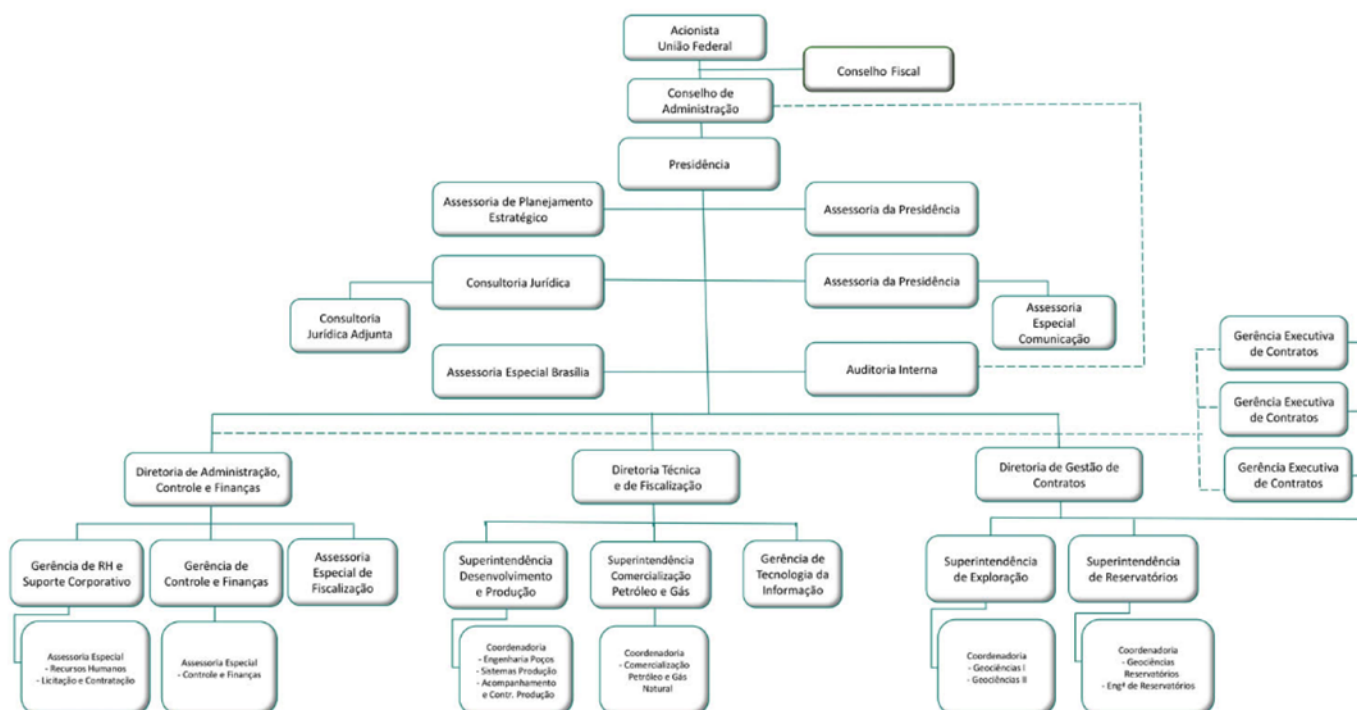 Acionista
União Federal
Conselho Fiscal
Conselho de
Administração
Presidência
Assessoria de Planejamento
Estratégico
Assessoria da Presidência
Consultoria Jurídica
Assessoria da Presidência
Consultoria
Jurídica Adjunta
Assessoria
Especial
Comunicação
Assessoria Especial Brasília
Auditoria Interna
Gerência Executiva
de Contratos
Gerência Executiva
de Contratos
Gerência Executiva
de Contratos
Diretoria de Administração,
Controle e Finanças
Diretoria Técnica
e de Fiscalização
Diretoria de Gestão de
Contratos
Gerência de RH e
Suporte Corporativo
Gerência de
Controle e Finanças
Assessoria
Especial de
Fiscalização
Superintendência
Desenvolvimento
e Produção
Superintendência
Comercialização
Petróleo e Gás
Gerência de
Tecnologia da
Informação
Superintendência
de Exploração
Superintendência
de Reservatórios
Assessoria Especial
- Recursos Humanos
- Licitação e Contratação
Assessoria Especial
- Controle e Finanças
Coordenadoria
- Engenharia Poços
- Sistemas Produção
- Acompanhamento
e Contr. Produção
Coordenadoria
- Comercialização
Petróleo e Gás
Natural
Coordenadoria
- Geociências I
- Geociências II
Coordenadoria
- Geociências
Reservatórios
- Engª de Reservatórios